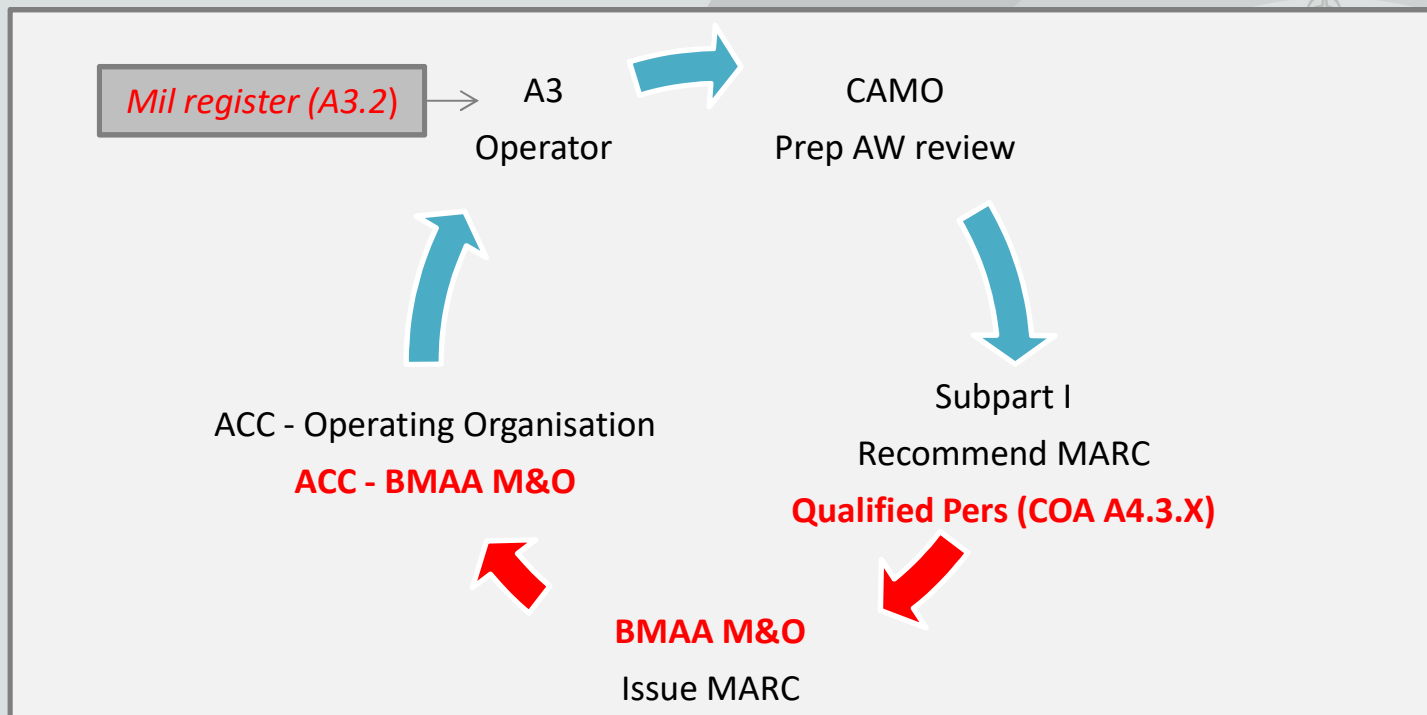 Mil register (A3.2)
A3
Operator
CAMO
Prep AW review
Subpart I
Recommend MARC
Qualified Pers (COA A4.3.X)
BMAA M&O
Issue MARC
ACC - Operating Organisation
ACC - BMAA M&O